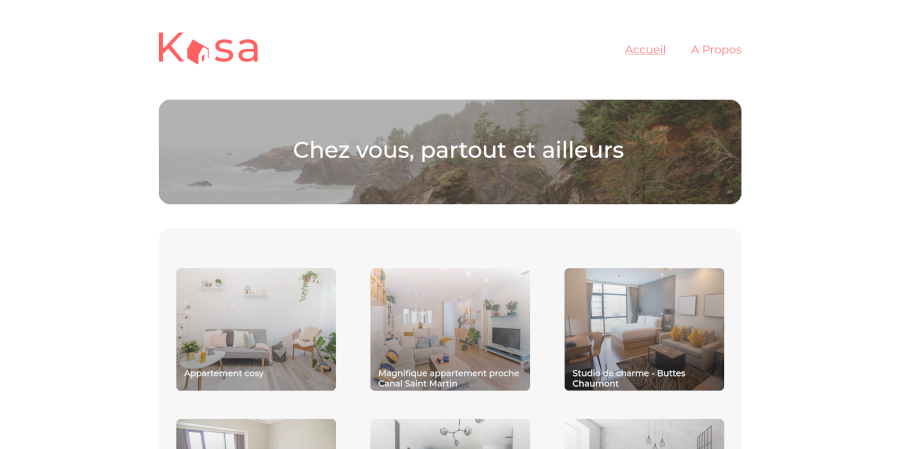 Kasa
Accueil
A Propos
Chez vous, partout et ailleurs
Appartement cosy
Magnifique appartement proche
Canal Saint Martin
Studio de charme - Buttes
Chaumont